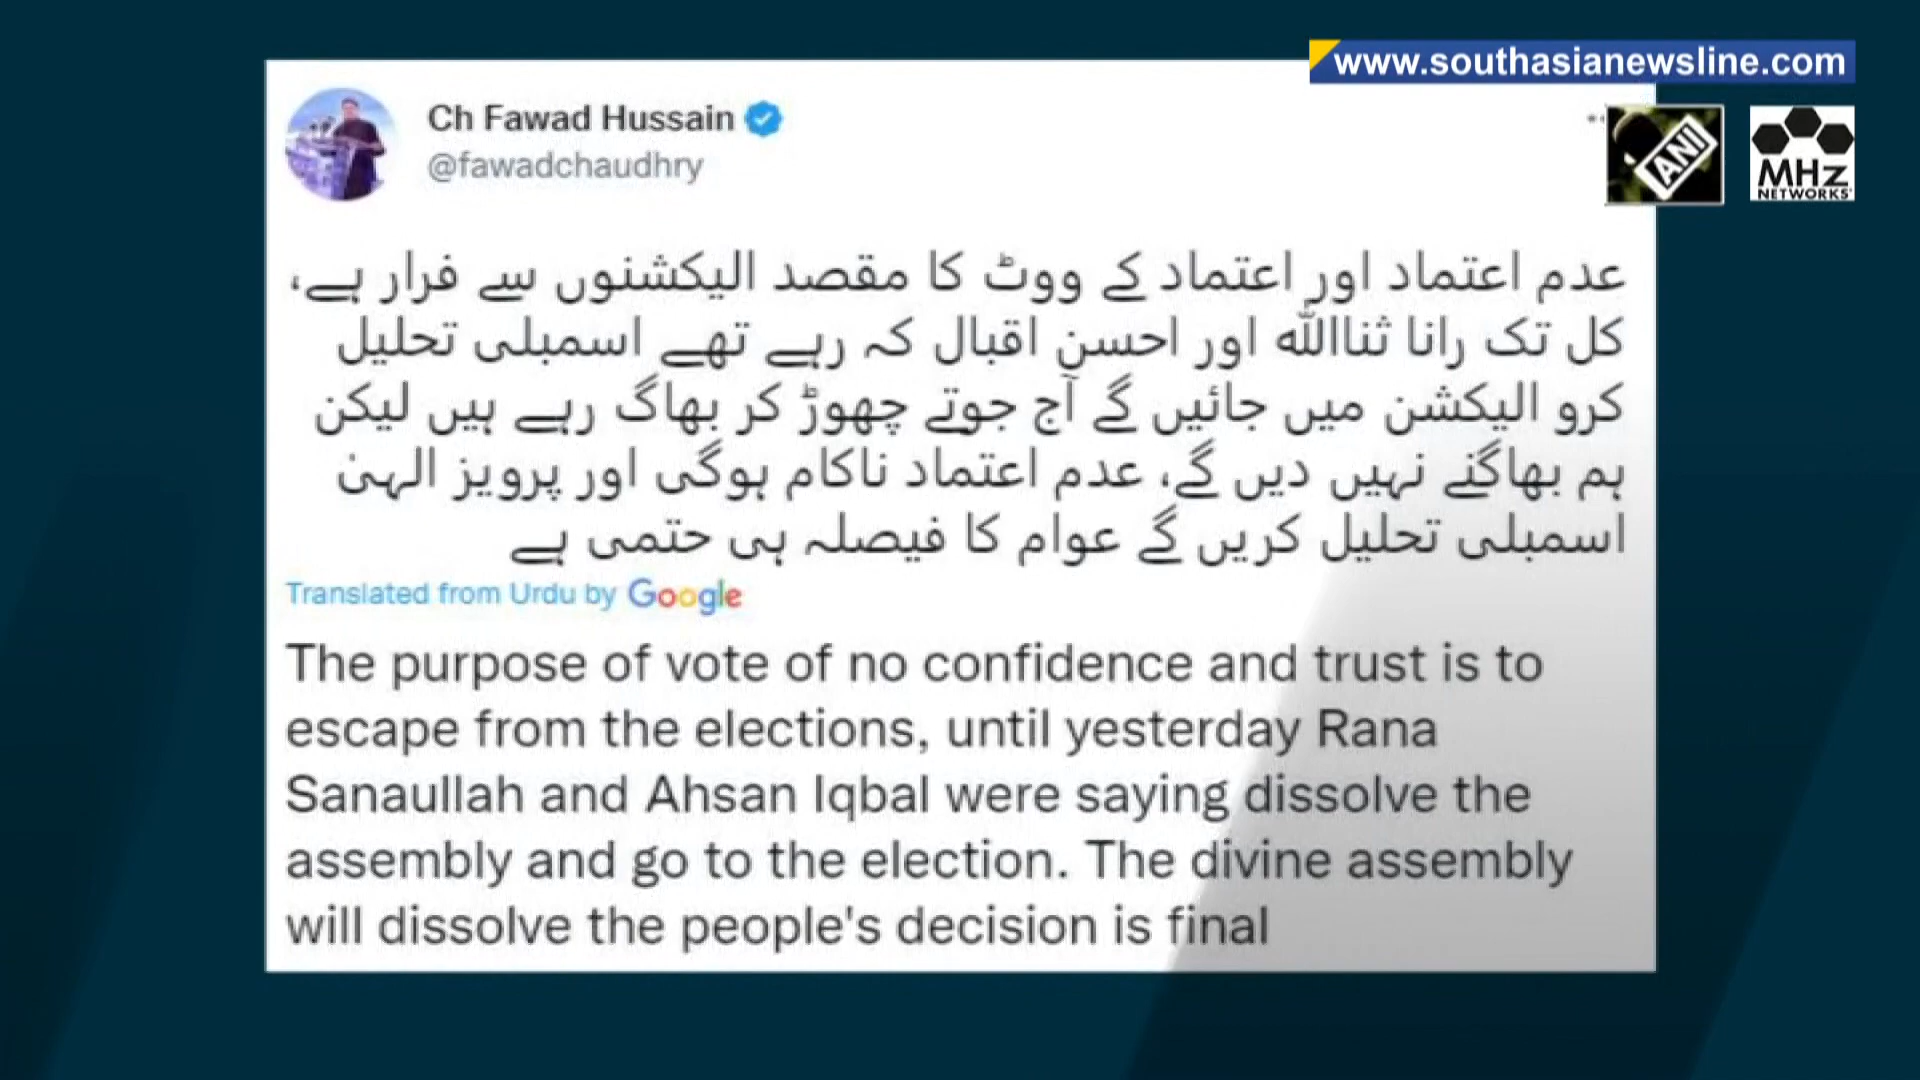 www.southasianewsline.com
Ch Fawad Hussain
@fawadchaudhry
ANI
MHz
NETWORKS
عدم اعتماد اور اعتماد کے ووٹ کا مقصد الیکشنوں سے فرار ہے،
کل تک رانا ثنااللہ اور احسن اقبال کہ رہے تھے اسمبلی تحلیل
کرو الیکشن میں جائیں گے آج جوتے چھوڑ کر بھاگ رہے ہیں لیکن
ہم بھاگنے نہیں دیں گے، عدم اعتماد ناکام ہوگی اور پرویز الہیٰ
اسمبلی تحلیل کریں گے عوام کا فیصلہ ہی حتمی ہے
Translated from Urdu by Google
The purpose of vote of no confidence and trust is to
escape from the elections, until yesterday Rana
Sanaullah and Ahsan Iqbal were saying dissolve the
assembly and go to the election. The divine assembly
will dissolve the people's decision is final